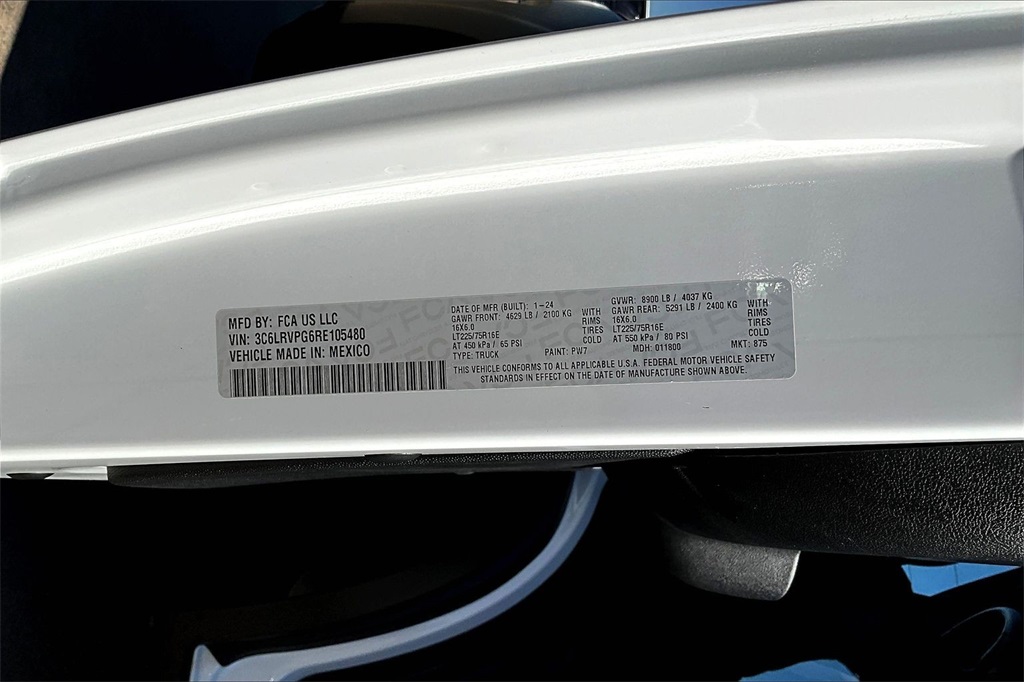 MFD BY: FCA US LLC
VIN: 3C6LRVPG6RE105480
VEHICLE MADE IN: MEXICO
DATE OF MFR (BUILT): 1-24
GAWR FRONT: 4629 LB / 2100 KG WITH
16X6.0 RIMS
LT225/75R16E TIRES
AT 450 kPa / 65 PSI COLD
TYPE: TRUCK
GVWR: 8900 LB / 4037 KG
GAWR REAR: 5291 LB / 2400 KG WITH
16X6.0 RIMS
LT225/75R16E TIRES
AT 550 kPa / 80 PSI COLD
PAINT: PW7 MDH: 011800 MKT: 875
THIS VEHICLE CONFORMS TO ALL APPLICABLE U.S.A. FEDERAL MOTOR VEHICLE SAFETY
STANDARDS IN EFFECT ON THE DATE OF MANUFACTURE SHOWN ABOVE.